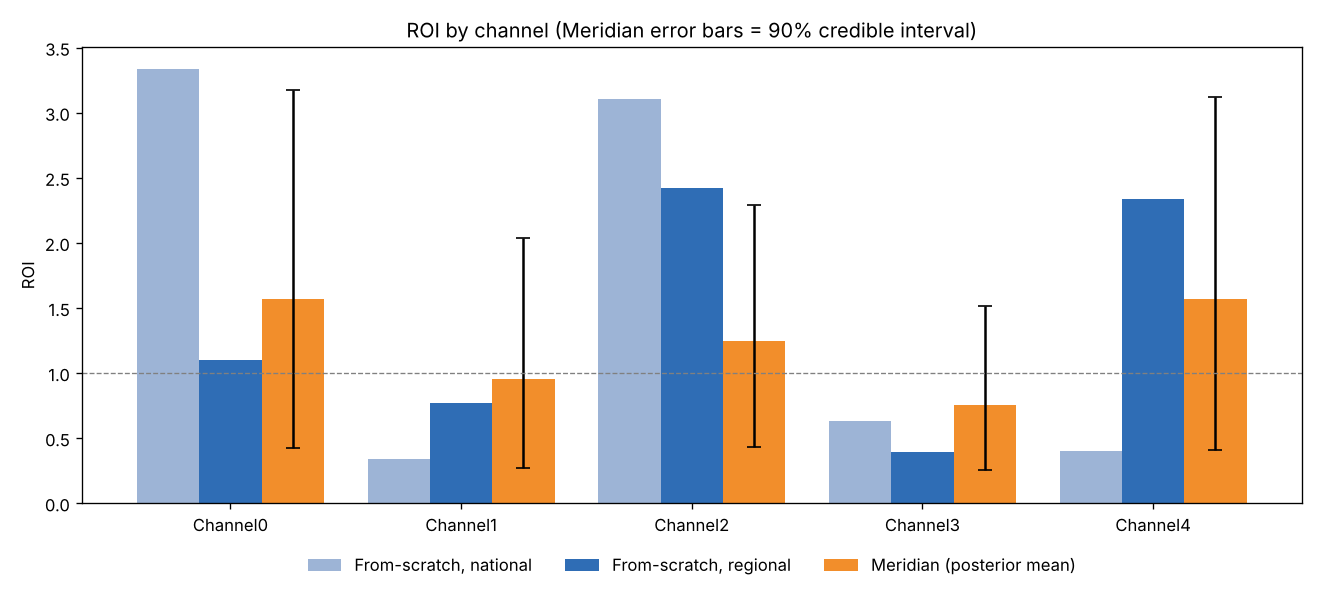 ROI by channel (Meridian error bars = 90% credible interval)
3.5
3.0
2.5
2.0
1.5
1.0
0.5
0.0
ROI
Channel0
Channel1
Channel2
Channel3
Channel4
From-scratch, national
From-scratch, regional
Meridian (posterior mean)